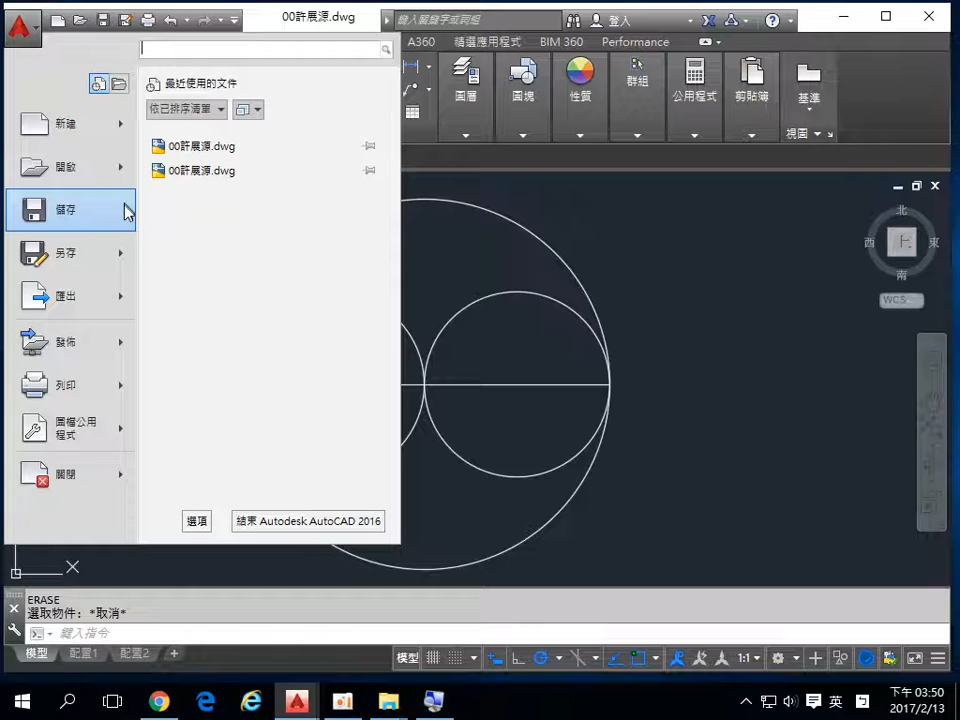 00許展源.dwg
鍵入關鍵字或片語
登入
A360
精選應用程式
BIM 360
Performance
最近使用的文件
依已排序清單
00許展源.dwg
00許展源.dwg
新建
開啟
儲存
另存
匯出
發佈
列印
圖檔公用
程式
關閉
選項
結束 Autodesk AutoCAD 2016
圖層
圖塊
性質
群組
公用程式
剪貼簿
基準
視圖
北
西
上
東
南
WCS
X
ERASE
選取物件: *取消*
鍵入指令
模型
配置1
配置2
模型
1:1
英
下午 03:50
2017/2/13